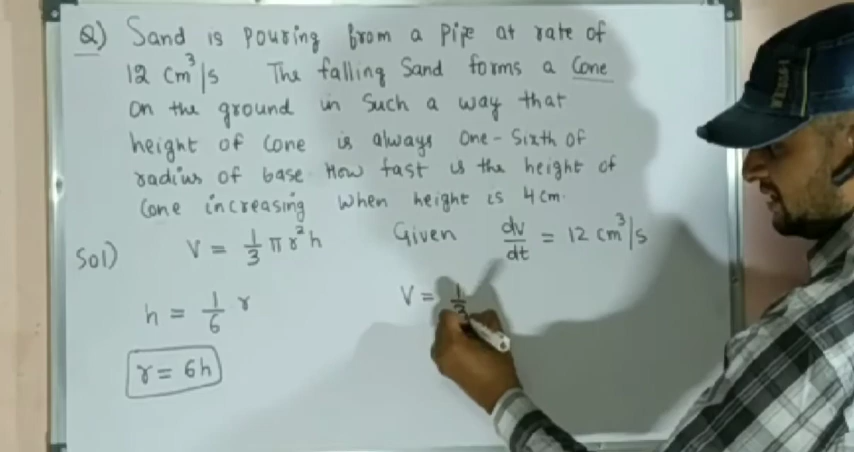 Q) Sand is pouring from a pipe at rate of
12 cm³/s The falling Sand forms a Cone
on the ground in such a way that
height of cone is always one-sixth of
radius of base. How fast is the height of
Cone increasing when height is 4 cm.
Sol) V = 1/3 π r² h Given dv/dt = 12 cm³/s
h = 1/6 r V = 1/3
r = 6h